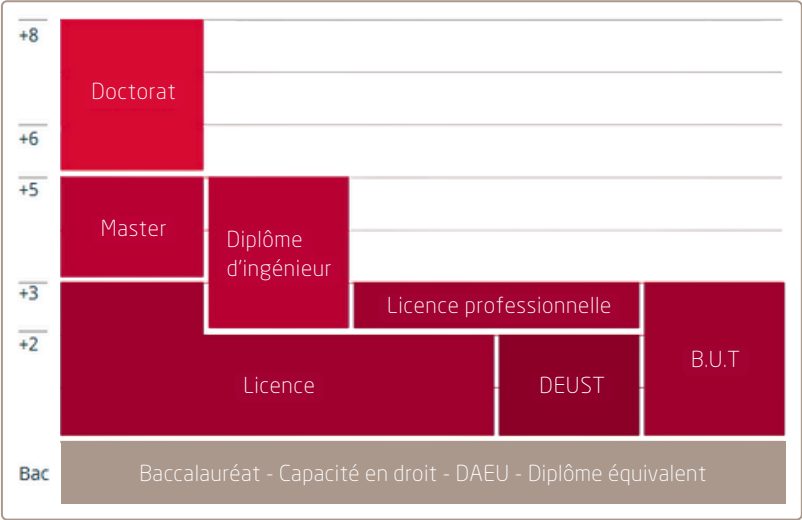 +8
Doctorat
+6
+5
Master
Diplôme
d'ingénieur
+3
Licence professionnelle
+2
B.U.T
Licence
DEUST
Bac
Baccalauréat - Capacité en droit - DAEU - Diplôme équivalent